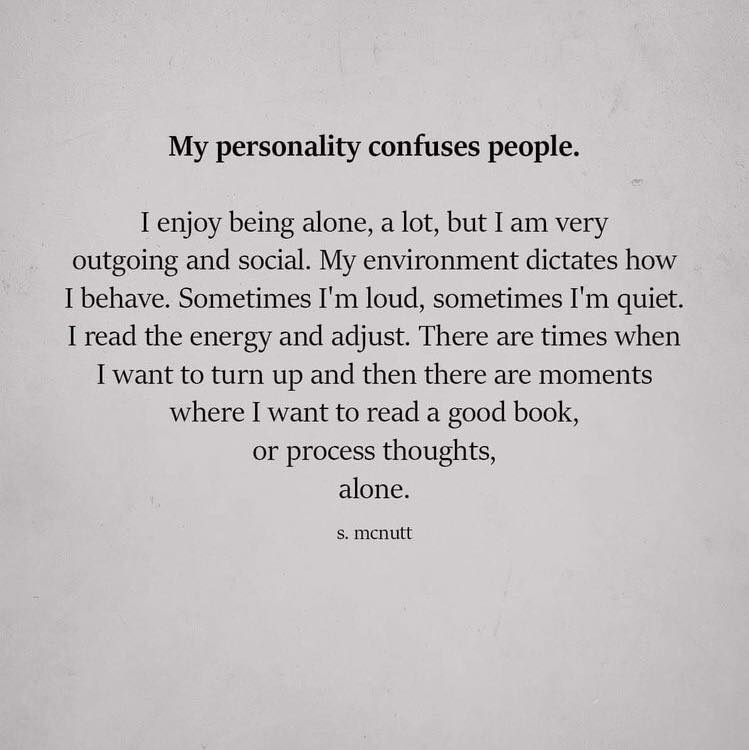 My personality confuses people.
I enjoy being alone, a lot, but I am very
outgoing and social. My environment dictates how
I behave. Sometimes I'm loud, sometimes I'm quiet.
I read the energy and adjust. There are times when
I want to turn up and then there are moments
where I want to read a good book,
or process thoughts,
alone.
s. mcnutt